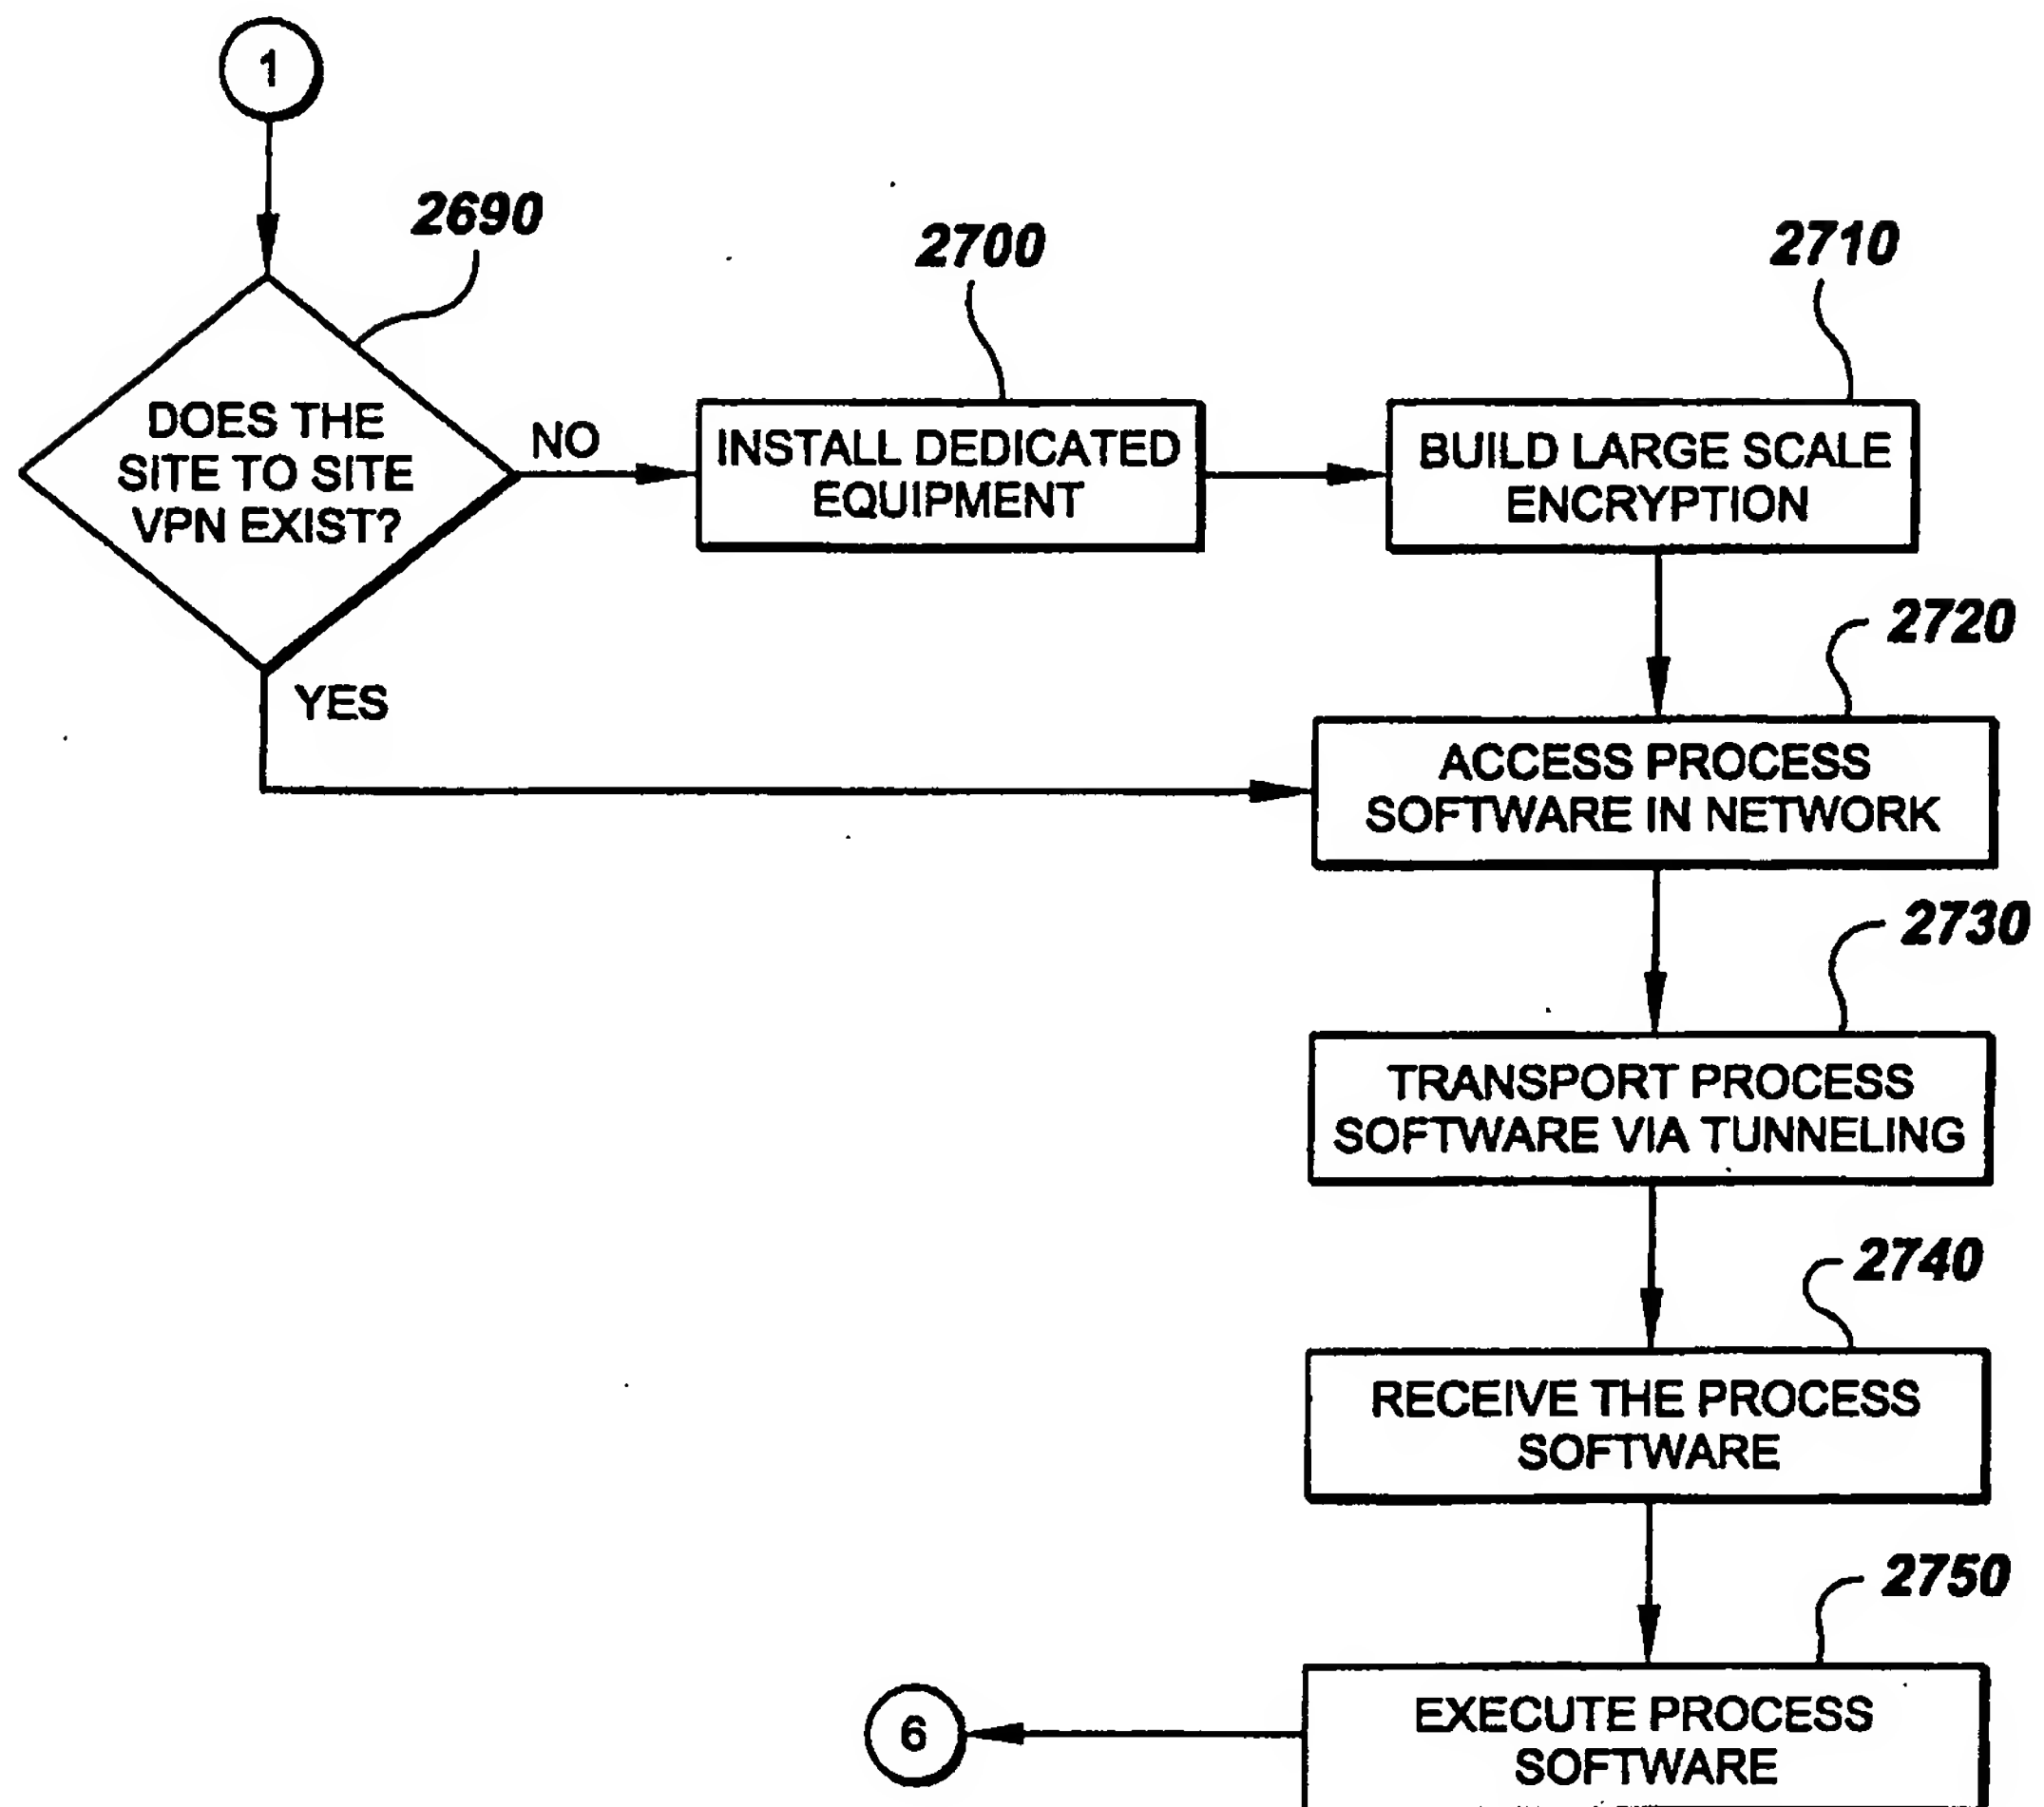 1
2690
2700
2710
DOES THE
SITE TO SITE
VPN EXIST?
NO
INSTALL DEDICATED
EQUIPMENT
BUILD LARGE SCALE
ENCRYPTION
2720
YES
ACCESS PROCESS
SOFTWARE IN NETWORK
2730
TRANSPORT PROCESS
SOFTWARE VIA TUNNELING
2740
RECEIVE THE PROCESS
SOFTWARE
2750
6
EXECUTE PROCESS
SOFTWARE